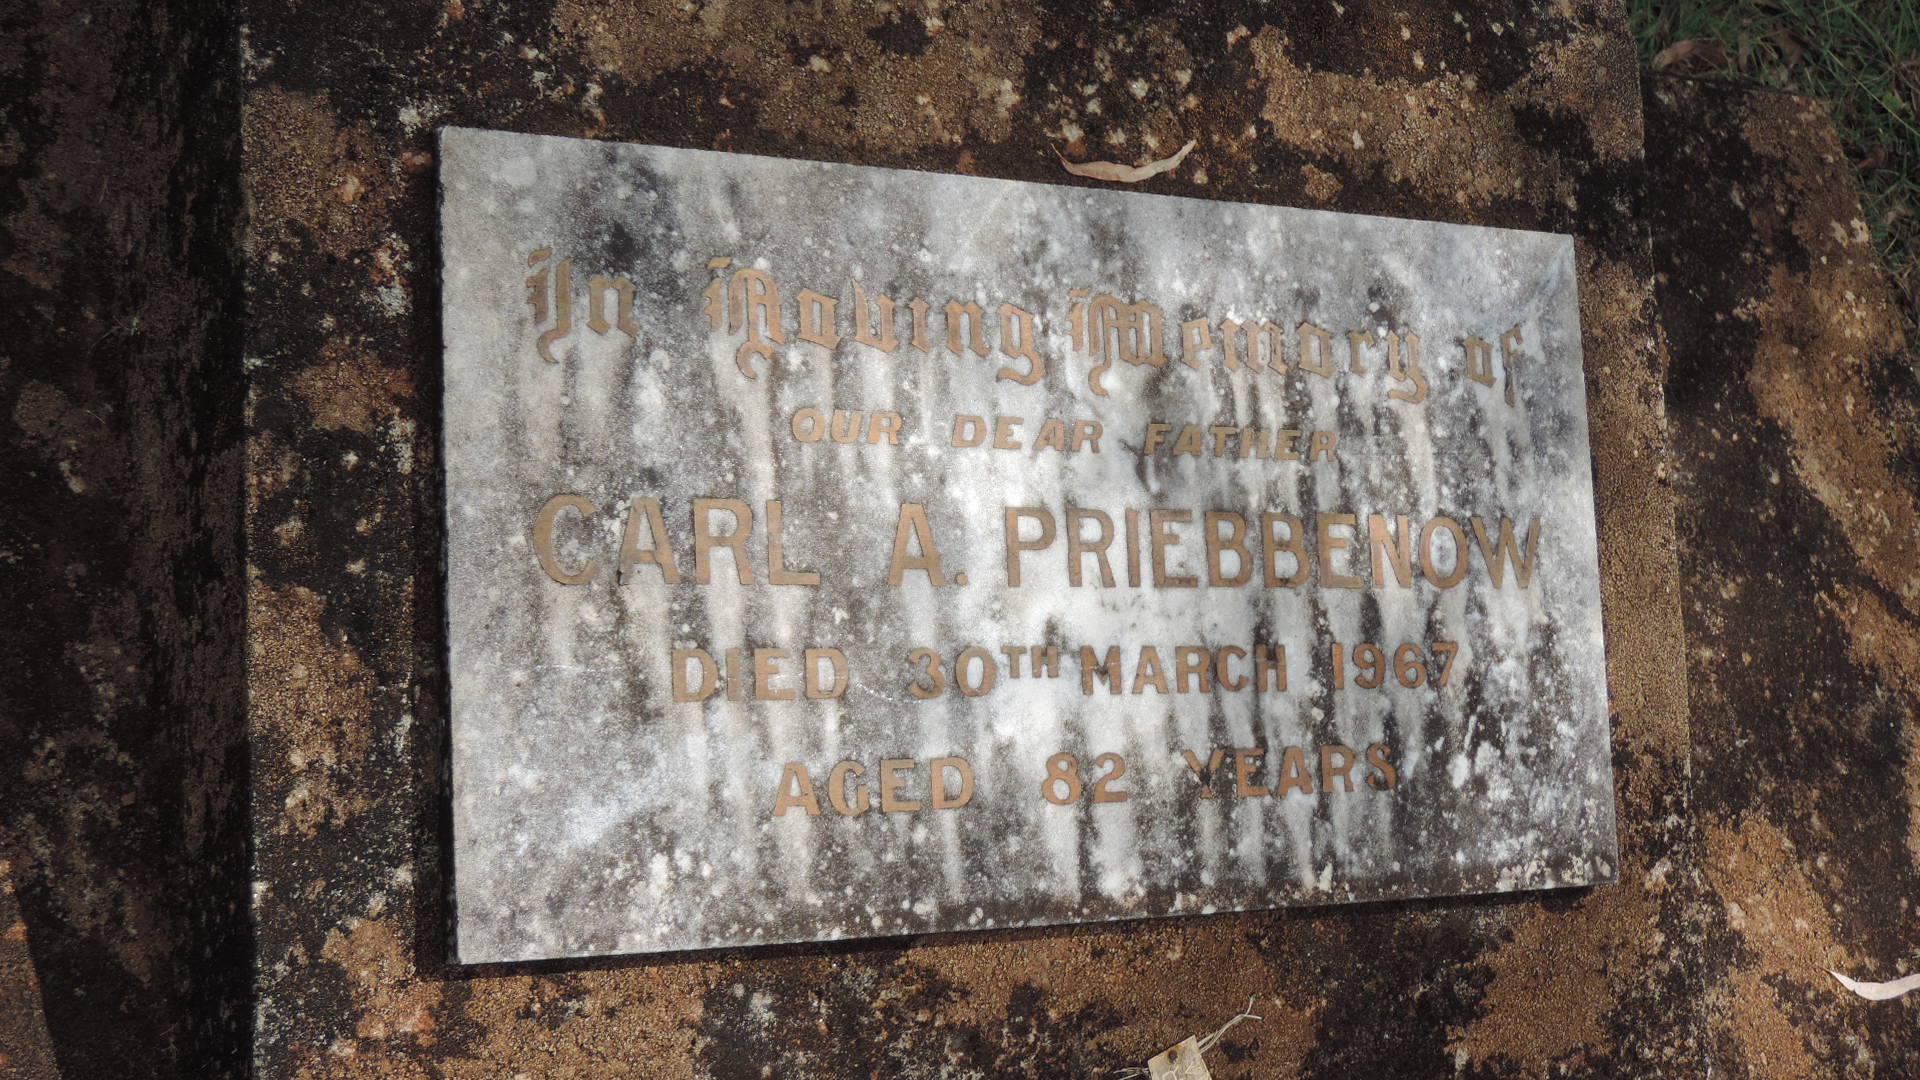 In Loving Memory of
OUR DEAR FATHER
CARL A. PRIEBBENOW
DIED 30TH MARCH 1967
AGED 82 YEARS